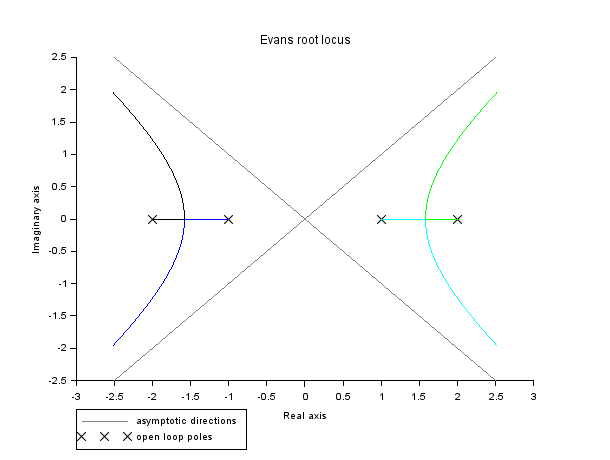 Evans root locus
Imaginary axis
2.5
2
1.5
1
0.5
0
-0.5
-1
-1.5
-2
-2.5
-3 -2.5 -2 -1.5 -1 -0.5 0 0.5 1 1.5 2 2.5 3
Real axis
asymptotic directions
open loop poles